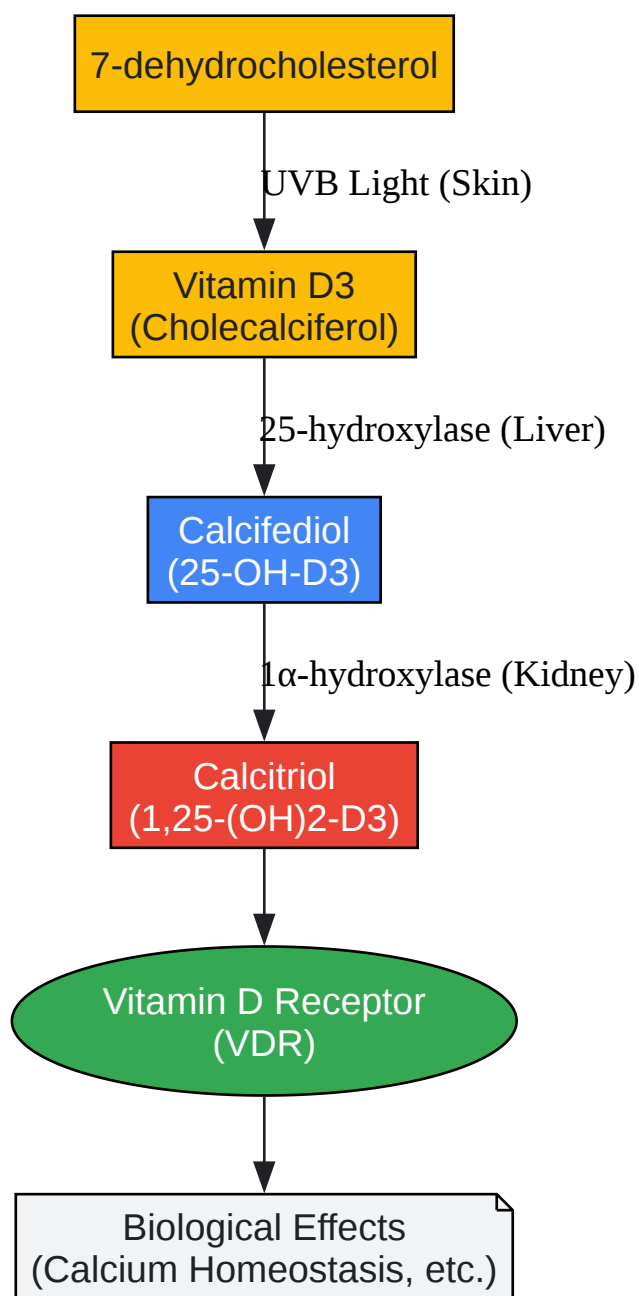 7-dehydrocholesterol
UVB Light (Skin)
Vitamin D3
(Cholecalciferol)
25-hydroxylase (Liver)
Calcifediol
(25-OH-D3)
1α-hydroxylase (Kidney)
Calcitriol
(1,25-(OH)2-D3)
Vitamin D Receptor
(VDR)
Biological Effects
(Calcium Homeostasis, etc.)